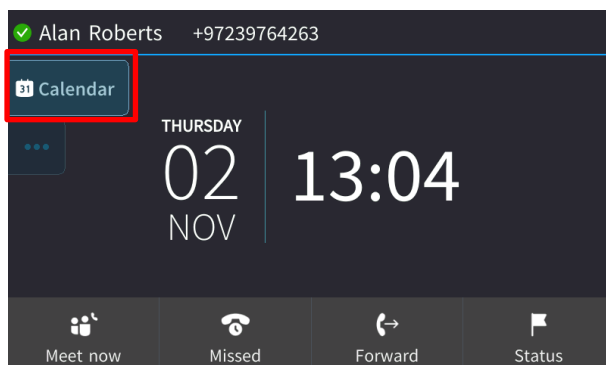 Alan Roberts +97239764263
31 Calendar
•••
THURSDAY
02
NOV
13:04
Meet now Missed Forward Status